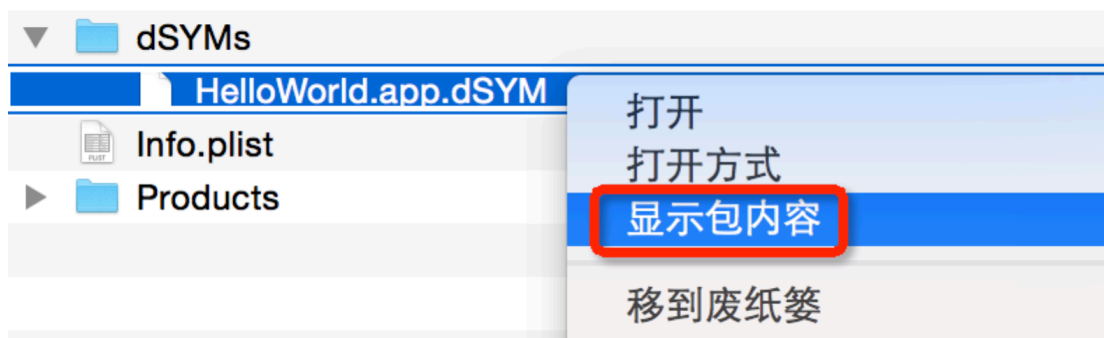 dSYMs
HelloWorld.app.dSYM
Info.plist
PLIST
Products
打开
打开方式
显示包内容
移到废纸篓